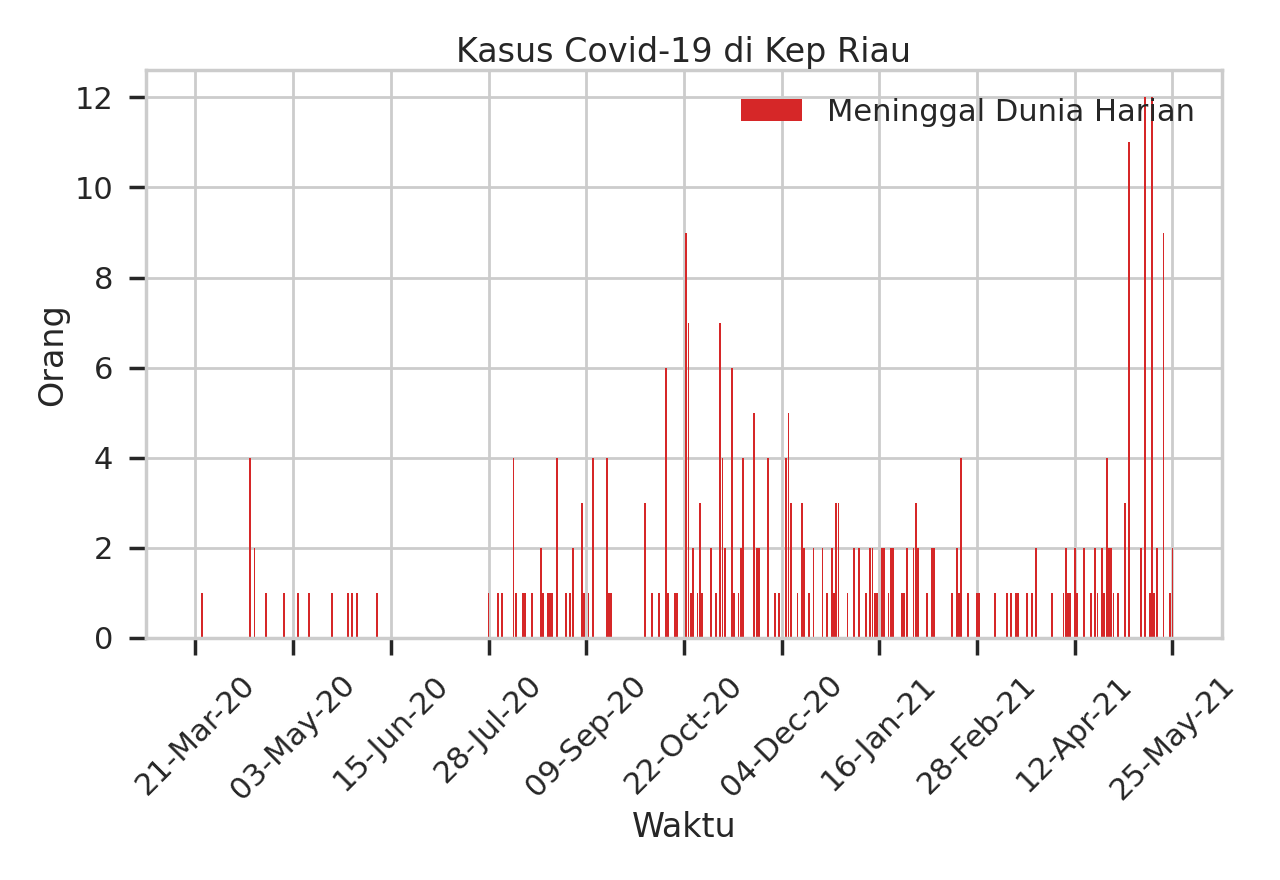 Kasus Covid-19 di Kep Riau
Meninggal Dunia Harian
12
10
8
6
4
2
0
Orang
21-Mar-20
03-May-20
15-Jun-20
28-Jul-20
09-Sep-20
22-Oct-20
04-Dec-20
16-Jan-21
28-Feb-21
12-Apr-21
25-May-21
Waktu